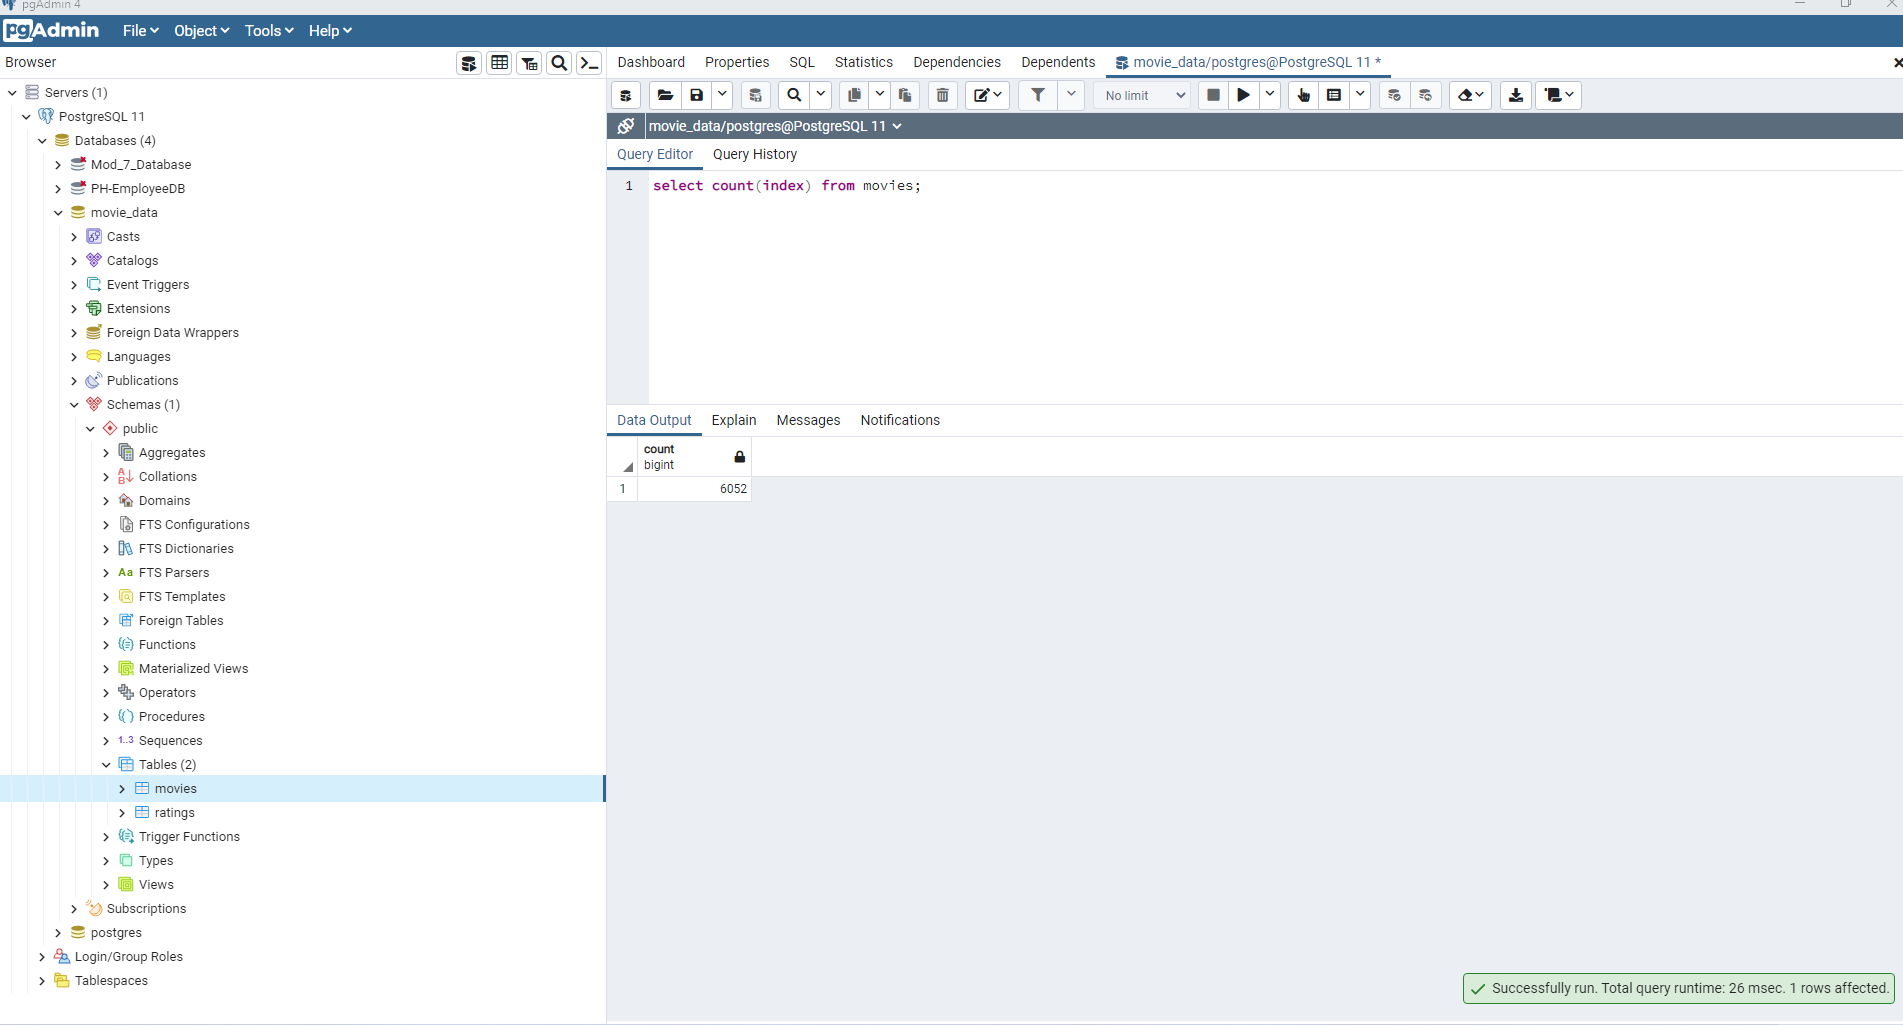 pgAdmin 4
pgAdmin File Object Tools Help
Browser
Dashboard Properties SQL Statistics Dependencies Dependents movie_data/postgres@PostgreSQL 11 *
No limit
movie_data/postgres@PostgreSQL 11
Query Editor Query History
1 select count(index) from movies;
Data Output Explain Messages Notifications
count
bigint
1 6052
Servers (1)
PostgreSQL 11
Databases (4)
Mod_7_Database
PH-EmployeeDB
movie_data
Casts
Catalogs
Event Triggers
Extensions
Foreign Data Wrappers
Languages
Publications
Schemas (1)
public
Aggregates
Collations
Domains
FTS Configurations
FTS Dictionaries
Aa FTS Parsers
FTS Templates
Foreign Tables
Functions
Materialized Views
Operators
Procedures
1..3 Sequences
Tables (2)
movies
ratings
Trigger Functions
Types
Views
Subscriptions
postgres
Login/Group Roles
Tablespaces
Successfully run. Total query runtime: 26 msec. 1 rows affected.